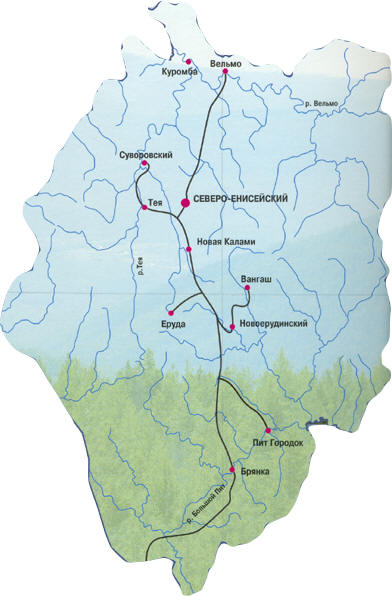 Вельмо
Куромба
р. Вельмо
Суворовский
Тея
СЕВЕРО-ЕНИСЕЙСКИЙ
Новая Калами
р.Тея
Вангаш
Еруда
Новоерудинский
Пит Городок
Брянка
р. Большой Пит